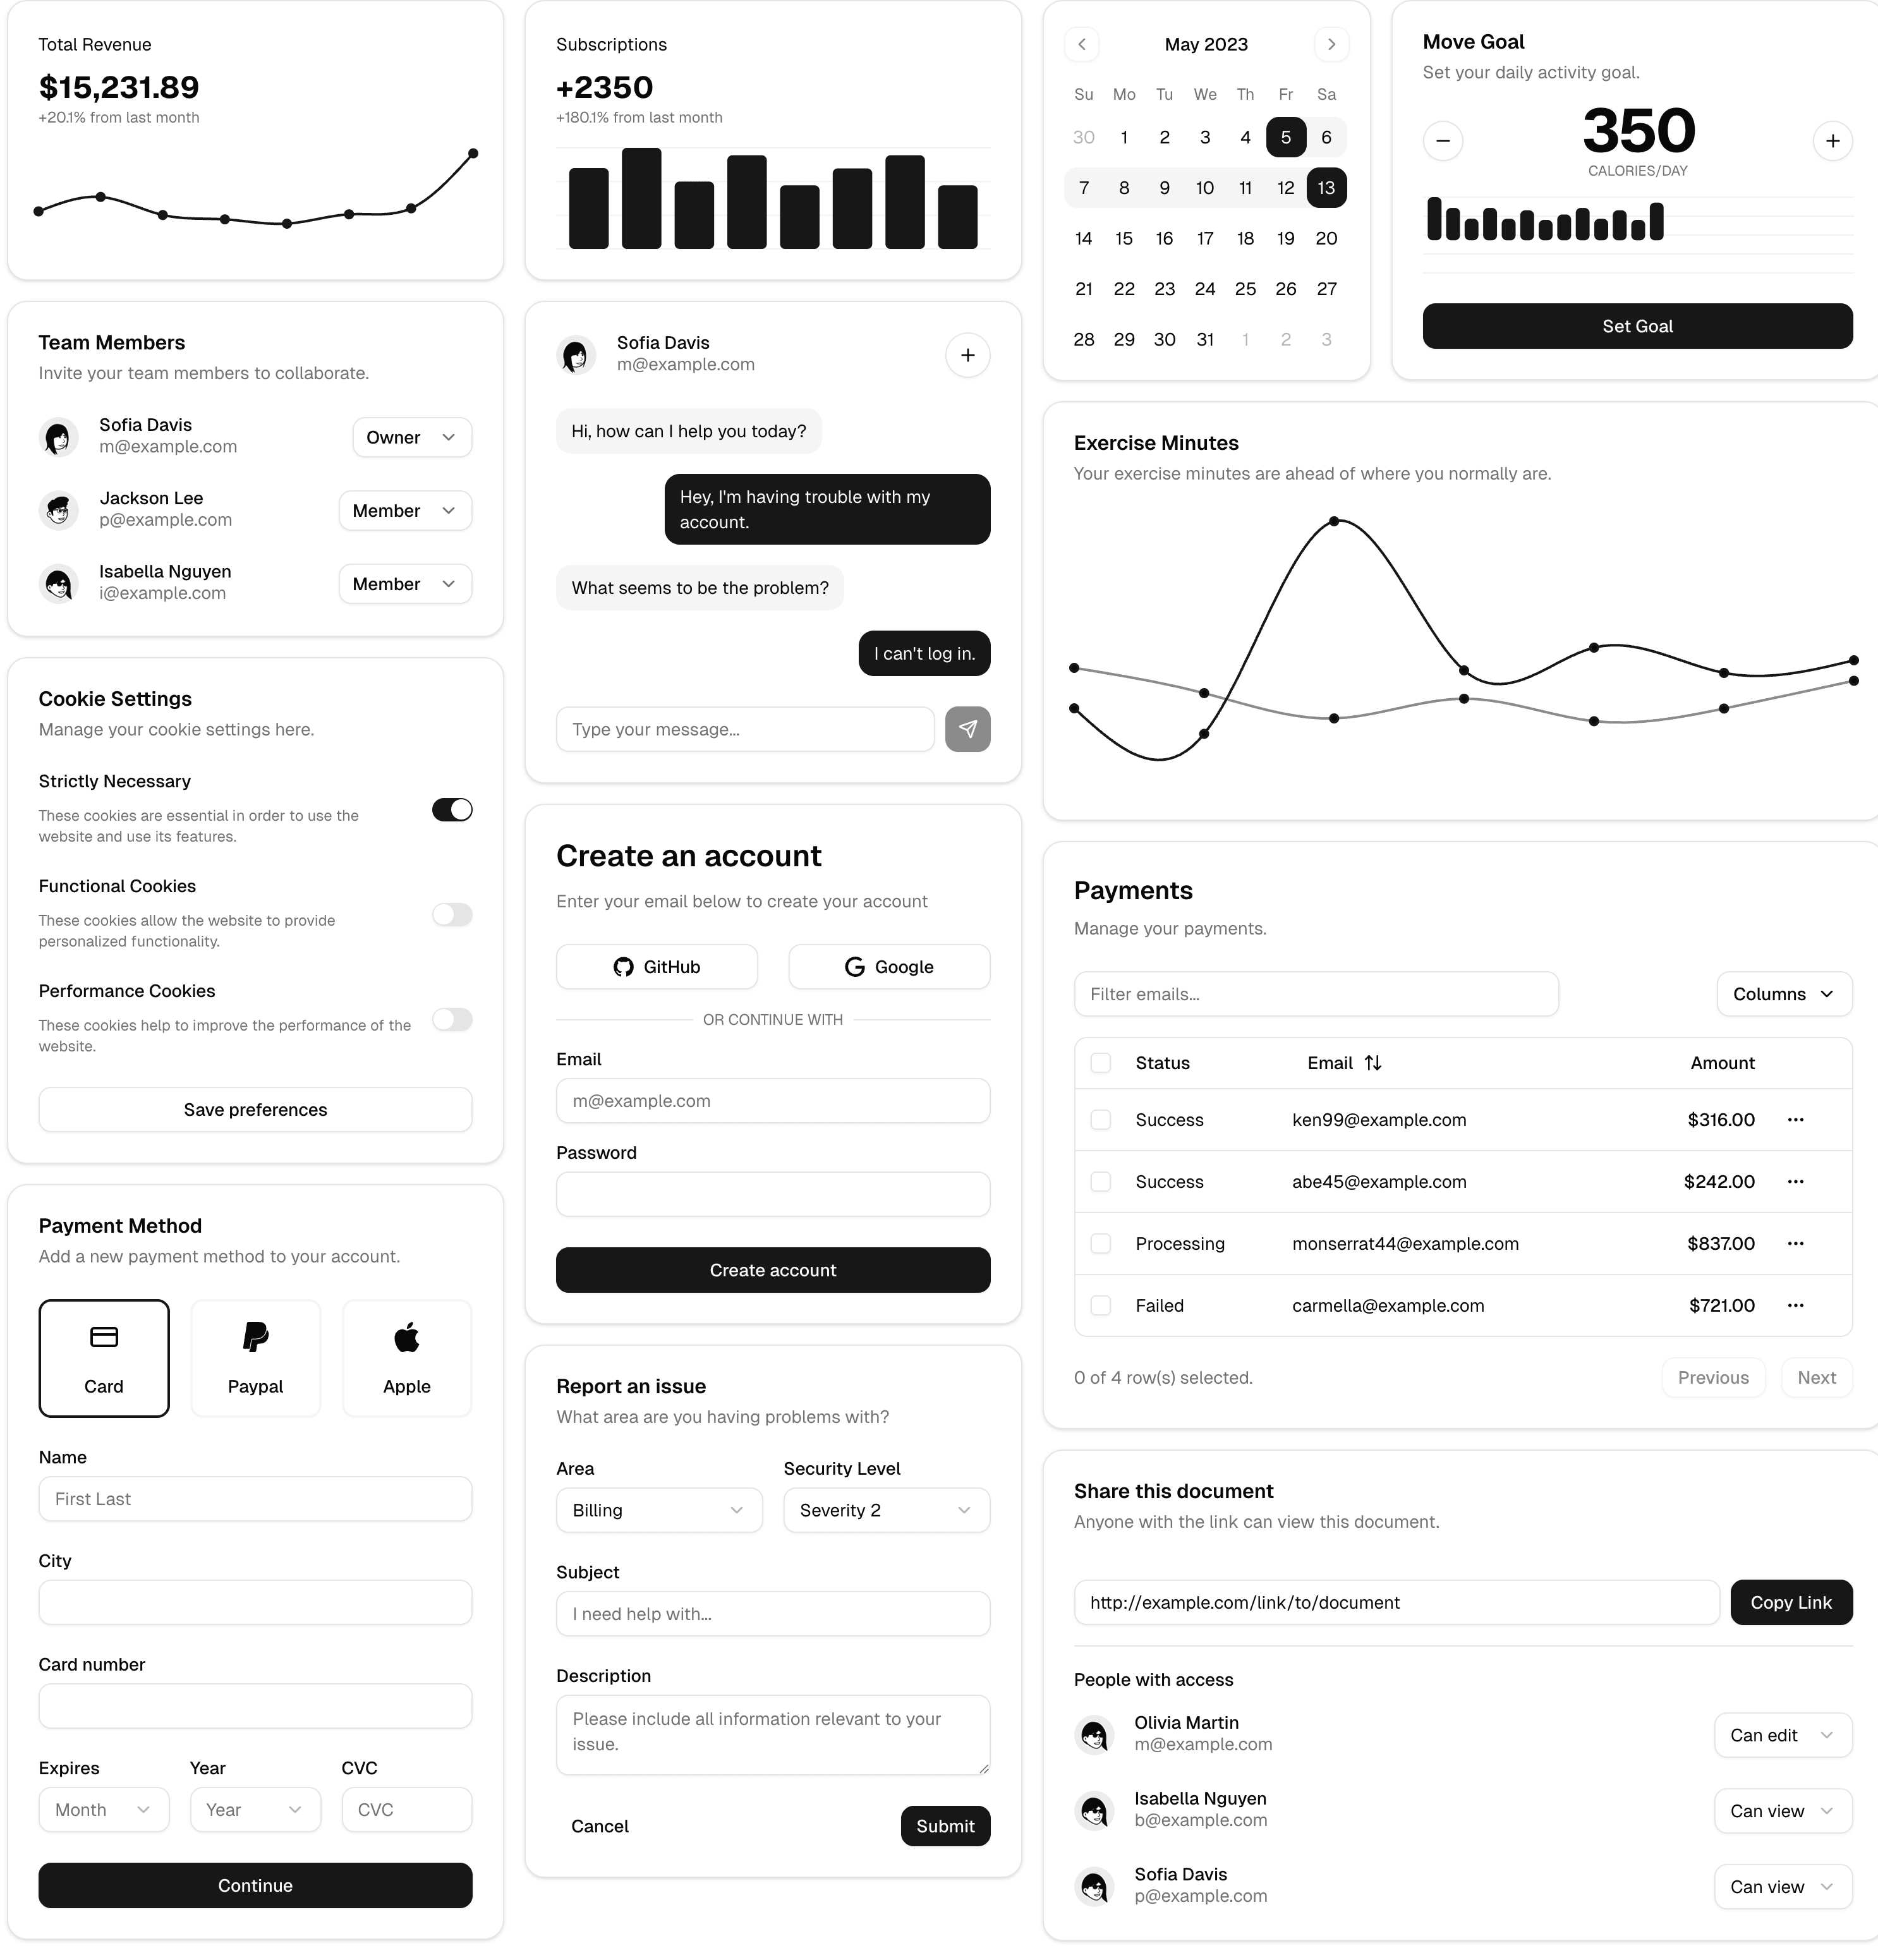 Total Revenue
$15,231.89
+20.1% from last month
Team Members
Invite your team members to collaborate.
Sofia Davis
m@example.com
Owner
Jackson Lee
p@example.com
Member
Isabella Nguyen
i@example.com
Member
Cookie Settings
Manage your cookie settings here.
Strictly Necessary
These cookies are essential in order to use the
website and use its features.
Functional Cookies
These cookies allow the website to provide
personalized functionality.
Performance Cookies
These cookies help to improve the performance of the
website.
Save preferences
Payment Method
Add a new payment method to your account.
Card Paypal Apple
Name
First Last
City
Card number
Expires Year CVC
Month Year CVC
Continue
Subscriptions
+2350
+180.1% from last month
Sofia Davis
m@example.com
Hi, how can I help you today?
Hey, I'm having trouble with my
account.
What seems to be the problem?
I can't log in.
Type your message...
Create an account
Enter your email below to create your account
GitHub Google
OR CONTINUE WITH
Email
m@example.com
Password
Create account
Report an issue
What area are you having problems with?
Area Security Level
Billing Severity 2
Subject
I need help with...
Description
Please include all information relevant to your
issue.
Cancel Submit
May 2023
Su Mo Tu We Th Fr Sa
30 1 2 3 4 5 6
7 8 9 10 11 12 13
14 15 16 17 18 19 20
21 22 23 24 25 26 27
28 29 30 31 1 2 3
Move Goal
Set your daily activity goal.
350
CALORIES/DAY
Set Goal
Exercise Minutes
Your exercise minutes are ahead of where you normally are.
Payments
Manage your payments.
Filter emails... Columns
Status Email Amount
Success ken99@example.com $316.00
Success abe45@example.com $242.00
Processing monserrat44@example.com $837.00
Failed carmella@example.com $721.00
0 of 4 row(s) selected. Previous Next
Share this document
Anyone with the link can view this document.
http://example.com/link/to/document Copy Link
People with access
Olivia Martin
m@example.com
Can edit
Isabella Nguyen
b@example.com
Can view
Sofia Davis
p@example.com
Can view